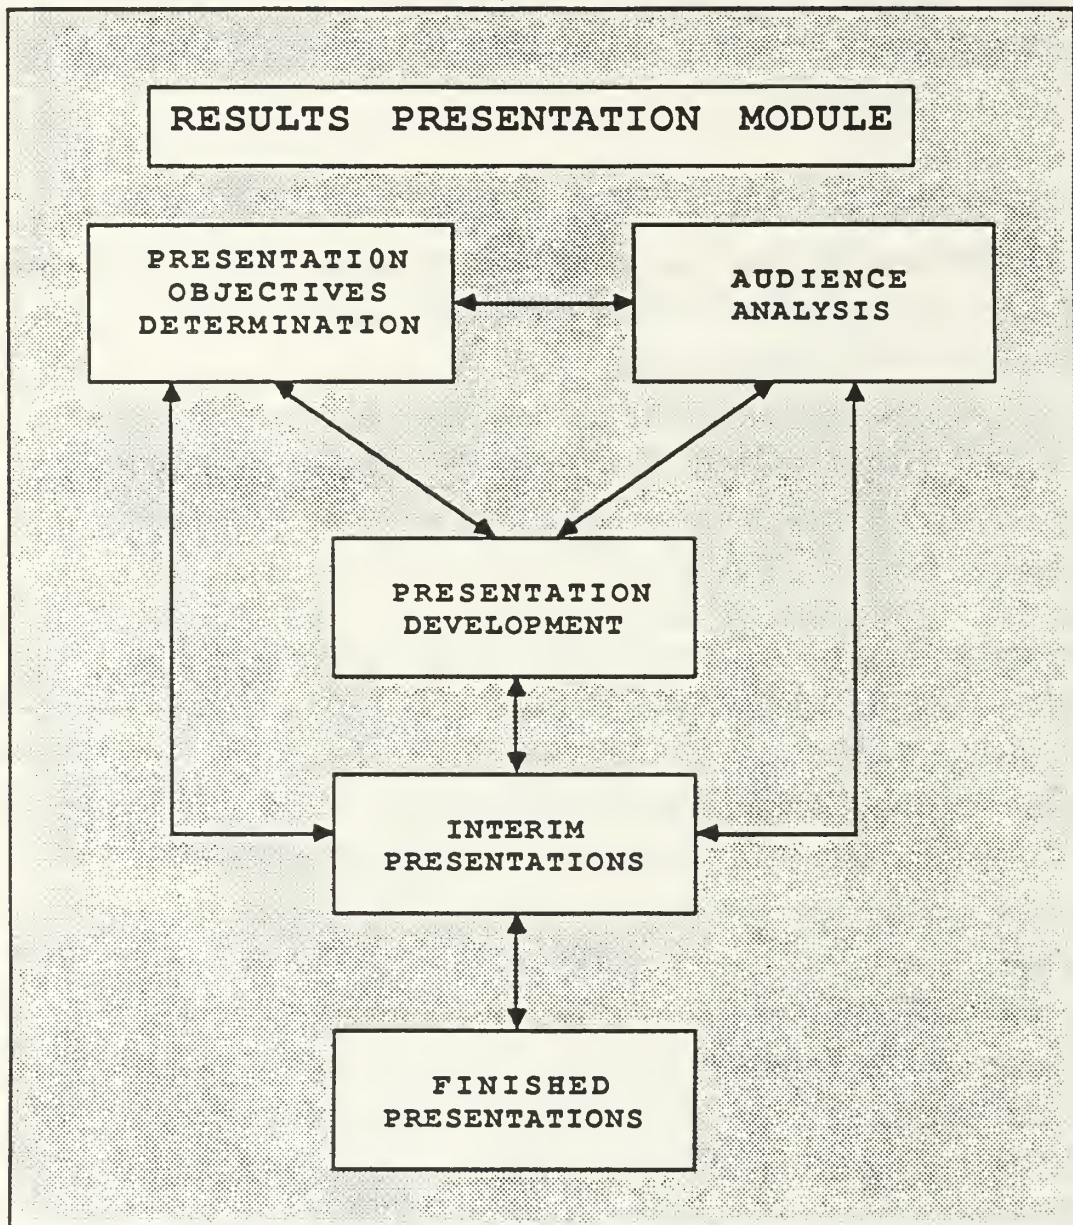 RESULTS PRESENTATION MODULE
PRESENTATION
OBJECTIVES
DETERMINATION
AUDIENCE
ANALYSIS
PRESENTATION
DEVELOPMENT
INTERIM
PRESENTATIONS
FINISHED
PRESENTATIONS